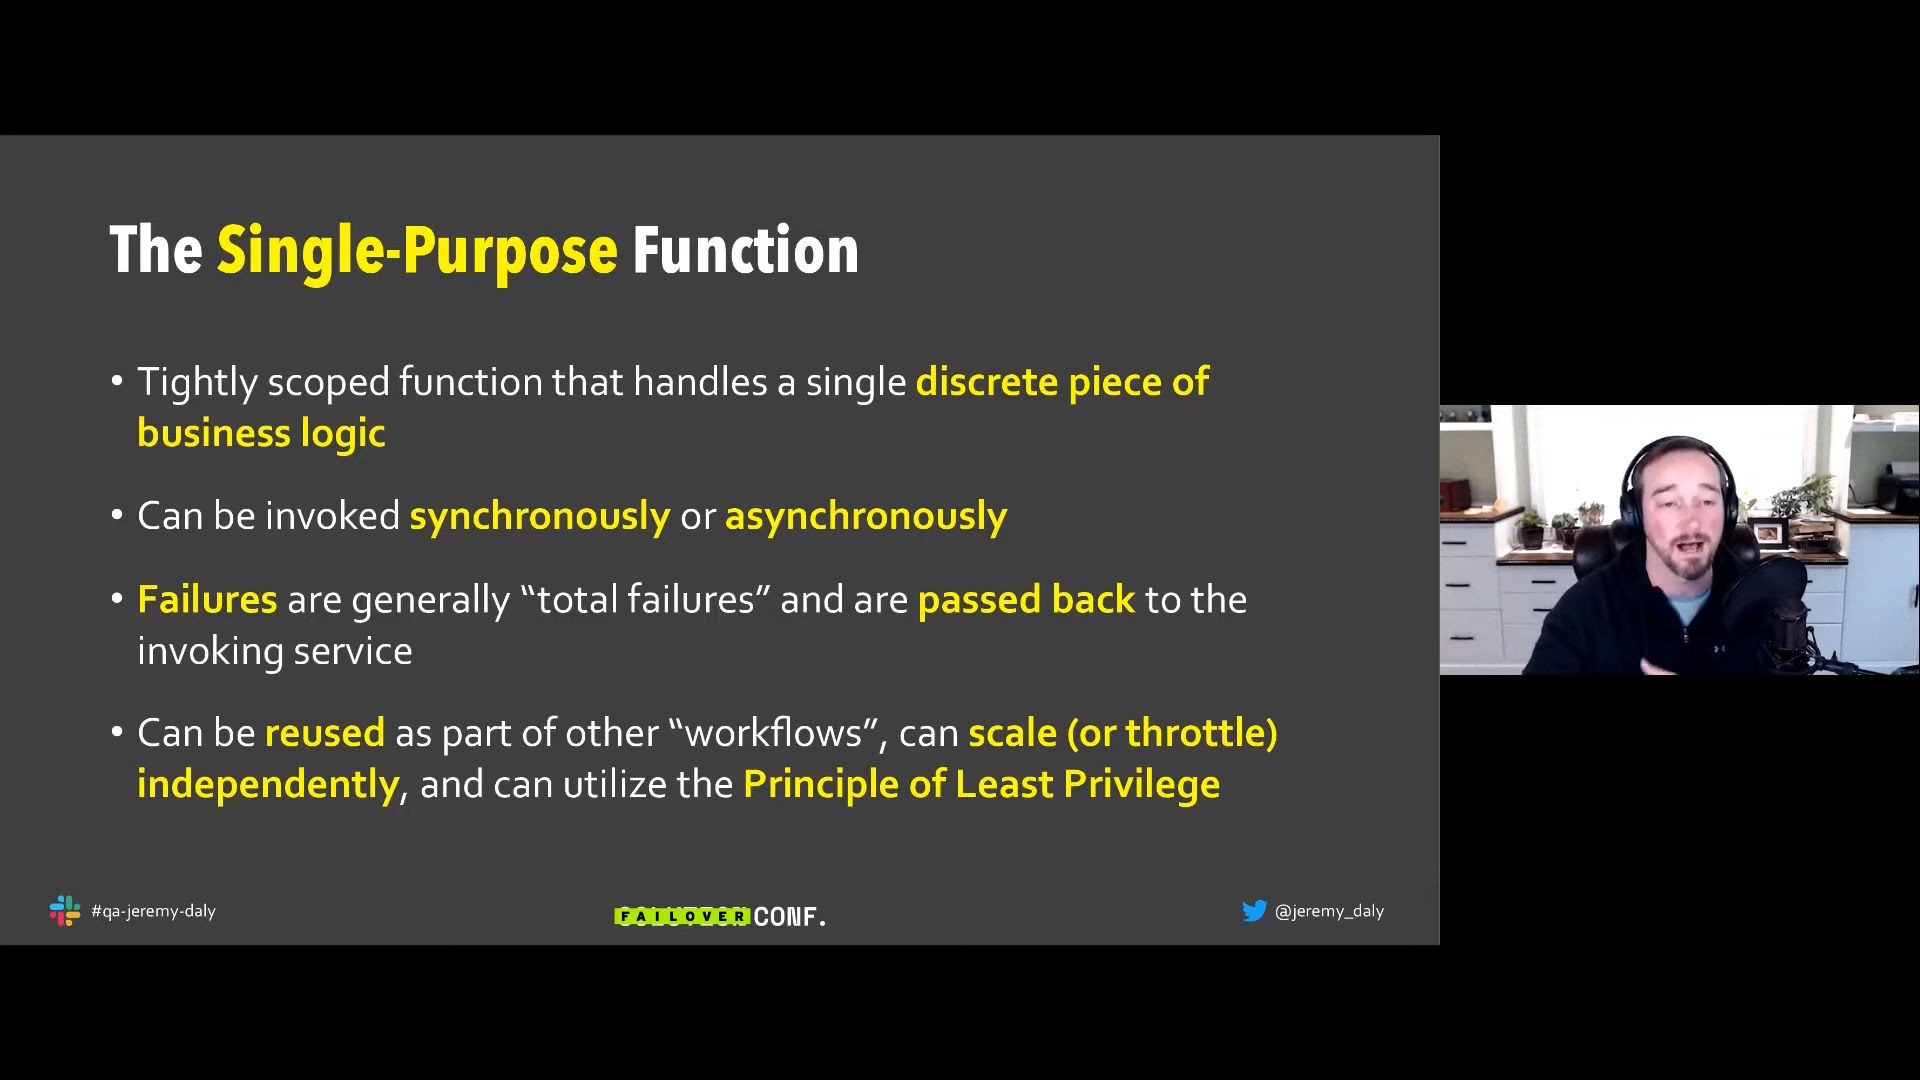 The Single-Purpose Function
• Tightly scoped function that handles a single discrete piece of
business logic
• Can be invoked synchronously or asynchronously
• Failures are generally “total failures” and are passed back to the
invoking service
• Can be reused as part of other “workflows”, can scale (or throttle)
independently, and can utilize the Principle of Least Privilege
#qa-jeremy-daly
FAILOVER CONF.
@jeremy_daly